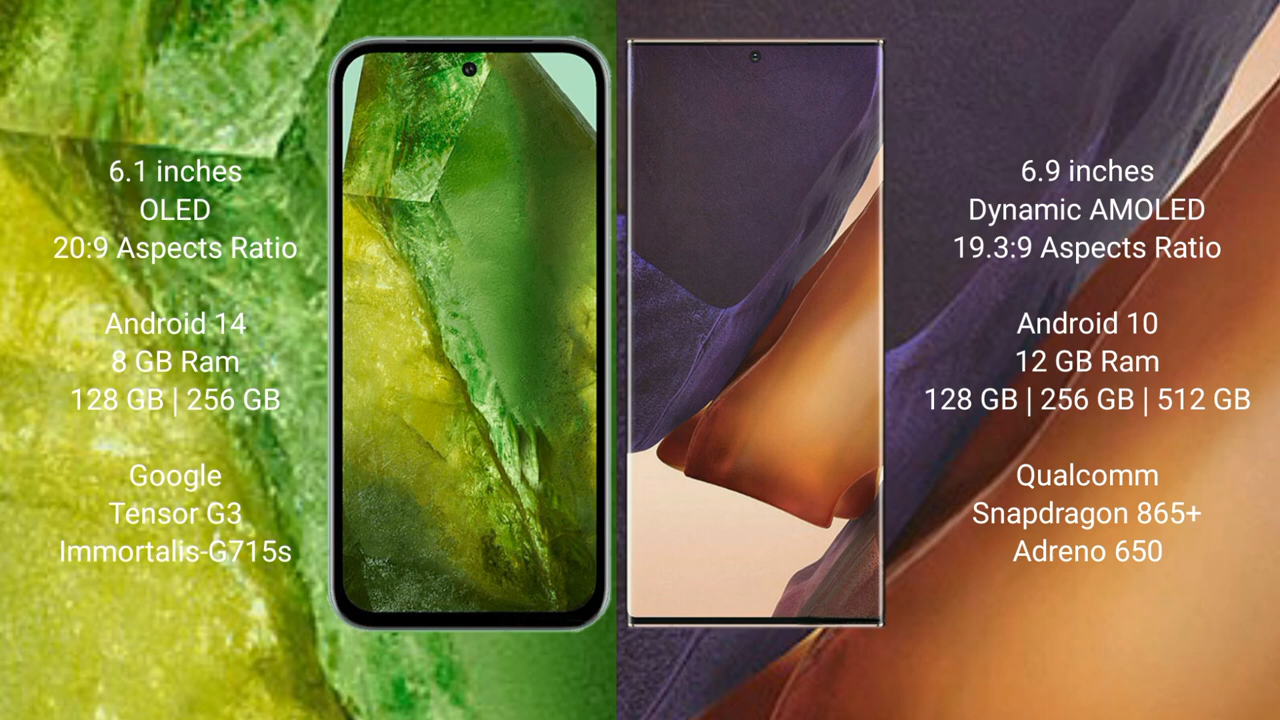 6.1 inches
OLED
20:9 Aspects Ratio
Android 14
8 GB Ram
128 GB | 256 GB
Google
Tensor G3
Immortalis-G715s
6.9 inches
Dynamic AMOLED
19.3:9 Aspects Ratio
Android 10
12 GB Ram
128 GB | 256 GB | 512 GB
Qualcomm
Snapdragon 865+
Adreno 650